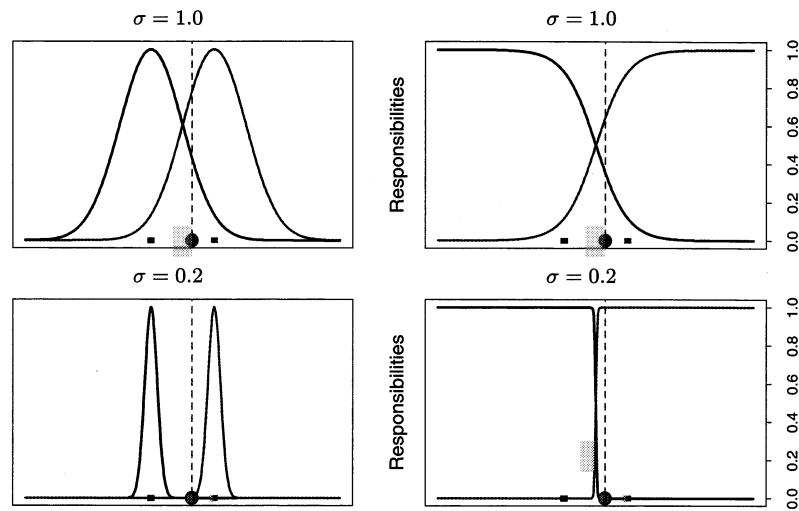 σ = 1.0
σ = 1.0
Responsibilities
0.0 0.2 0.4 0.6 0.8 1.0
σ = 0.2
σ = 0.2
Responsibilities
0.0 0.2 0.4 0.6 0.8 1.0